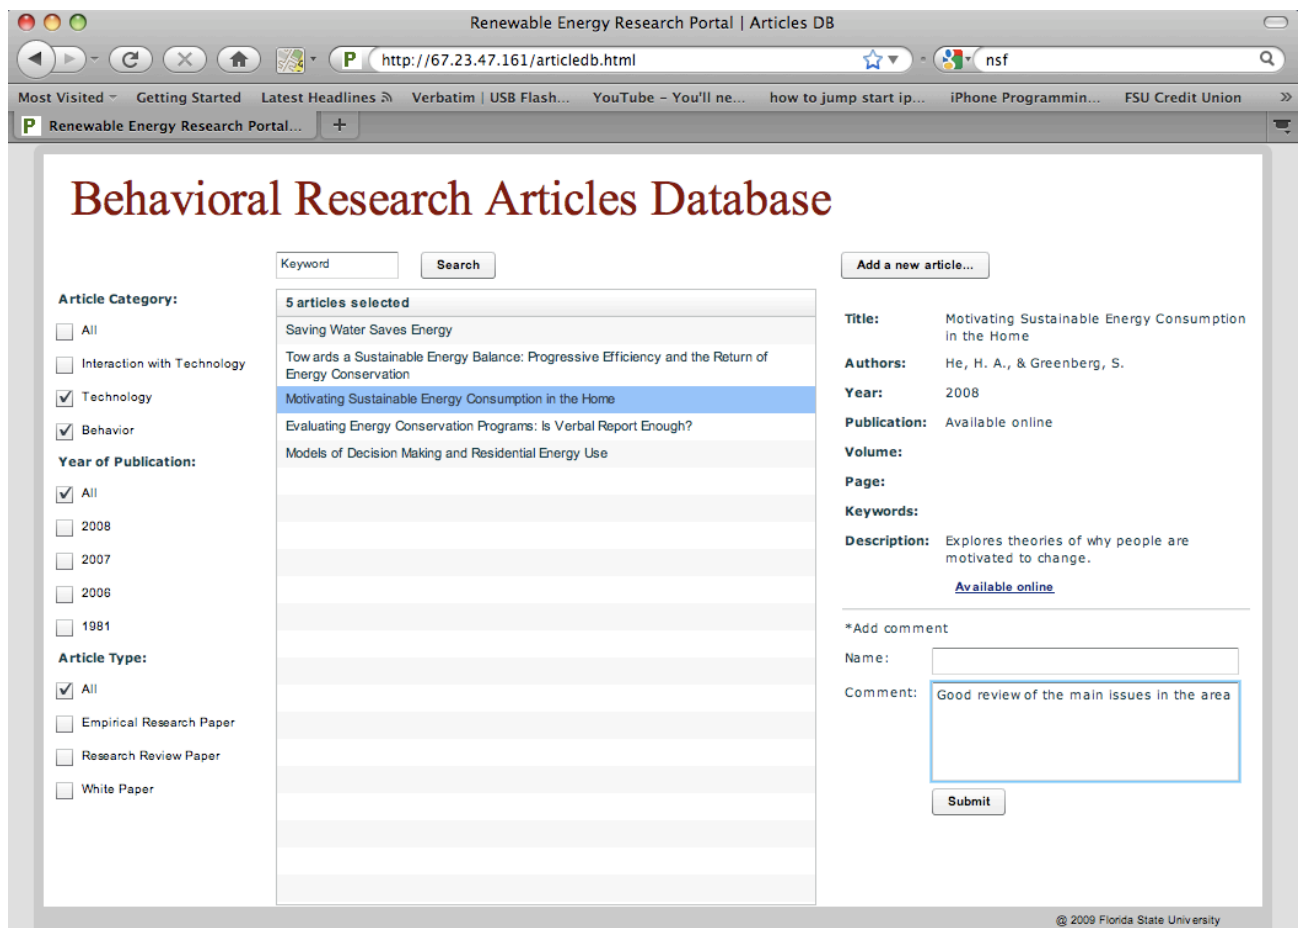 Renewable Energy Research Portal | Articles DB
P http://67.23.47.161/articledb.html nsf
Most Visited Getting Started Latest Headlines Verbatim | USB Flash... YouTube – You'll ne... how to jump start ip... iPhone Programmin... FSU Credit Union »
P Renewable Energy Research Portal... +
Behavioral Research Articles Database
Keyword Search
Article Category:
All
Interaction with Technology
Technology
Behavior
Year of Publication:
All
2008
2007
2006
1981
Article Type:
All
Empirical Research Paper
Research Review Paper
White Paper
5 articles selected
Saving Water Saves Energy
Towards a Sustainable Energy Balance: Progressive Efficiency and the Return of
Energy Conservation
Motivating Sustainable Energy Consumption in the Home
Evaluating Energy Conservation Programs: Is Verbal Report Enough?
Models of Decision Making and Residential Energy Use
Add a new article...
Title: Motivating Sustainable Energy Consumption
in the Home
Authors: He, H. A., & Greenberg, S.
Year: 2008
Publication: Available online
Volume:
Page:
Keywords:
Description: Explores theories of why people are
motivated to change.
Available online
*Add comment
Name:
Comment: Good review of the main issues in the area
Submit
@ 2009 Florida State University